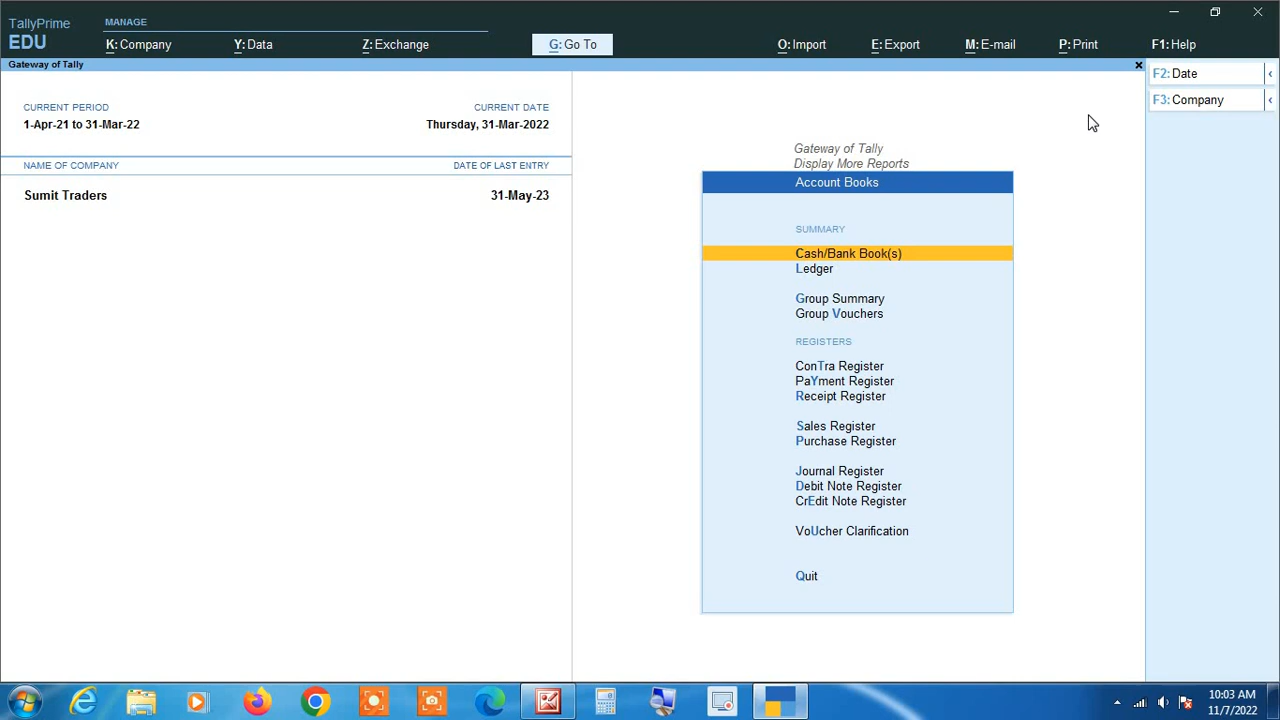 TallyPrime
EDU
MANAGE
K: Company
Y: Data
Z: Exchange
G: Go To
O: Import
E: Export
M: E-mail
P: Print
F1: Help
Gateway of Tally
F2: Date
F3: Company
CURRENT PERIOD
CURRENT DATE
1-Apr-21 to 31-Mar-22
Thursday, 31-Mar-2022
NAME OF COMPANY
DATE OF LAST ENTRY
Sumit Traders
31-May-23
Gateway of Tally
Display More Reports
Account Books
SUMMARY
Cash/Bank Book(s)
Ledger
Group Summary
Group Vouchers
REGISTERS
ConTra Register
PaYment Register
Receipt Register
Sales Register
Purchase Register
Journal Register
Debit Note Register
CrEdit Note Register
VoUcher Clarification
Quit
10:03 AM
11/7/2022